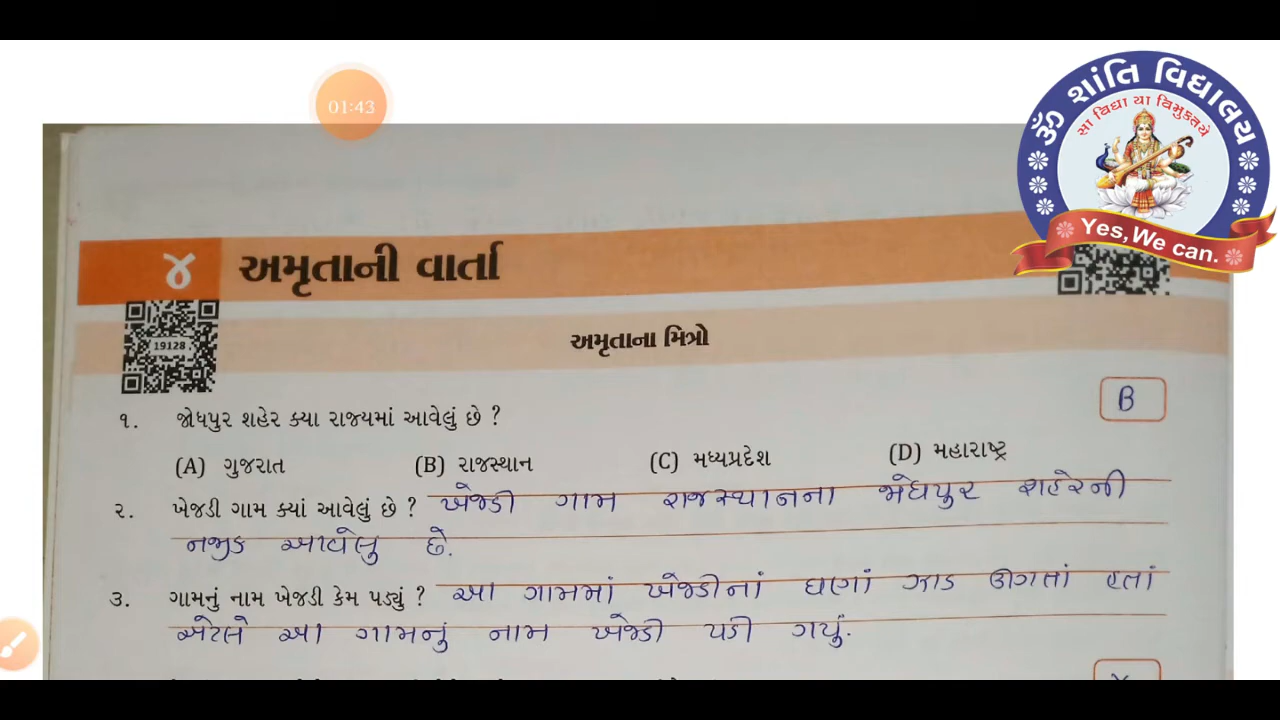 01:43
ૐ શાંતિ વિદ્યાલય
સા વિદ્યા યા વિમુક્તયે
Yes, We can.
૪ અમૃતાની વાર્તા
19128
અમૃતાના મિત્રો
૧. જોધપુર શહેર ક્યા રાજ્યમાં આવેલું છે ? B
(A) ગુજરાત (B) રાજસ્થાન (C) મધ્યપ્રદેશ (D) મહારાષ્ટ્ર
૨. ખેજડી ગામ ક્યાં આવેલું છે ? ખેજડી ગામ રાજસ્થાનના જોધપુર શહેરની
નજીક આવેલુ છે.
૩. ગામનું નામ ખેજડી કેમ પડ્યું ? આ ગામમાં ખેજડીનાં ઘણાં ઝાડ ઊગતાં હતાં
એટલે આ ગામનું નામ ખેજડી પડી ગયું.